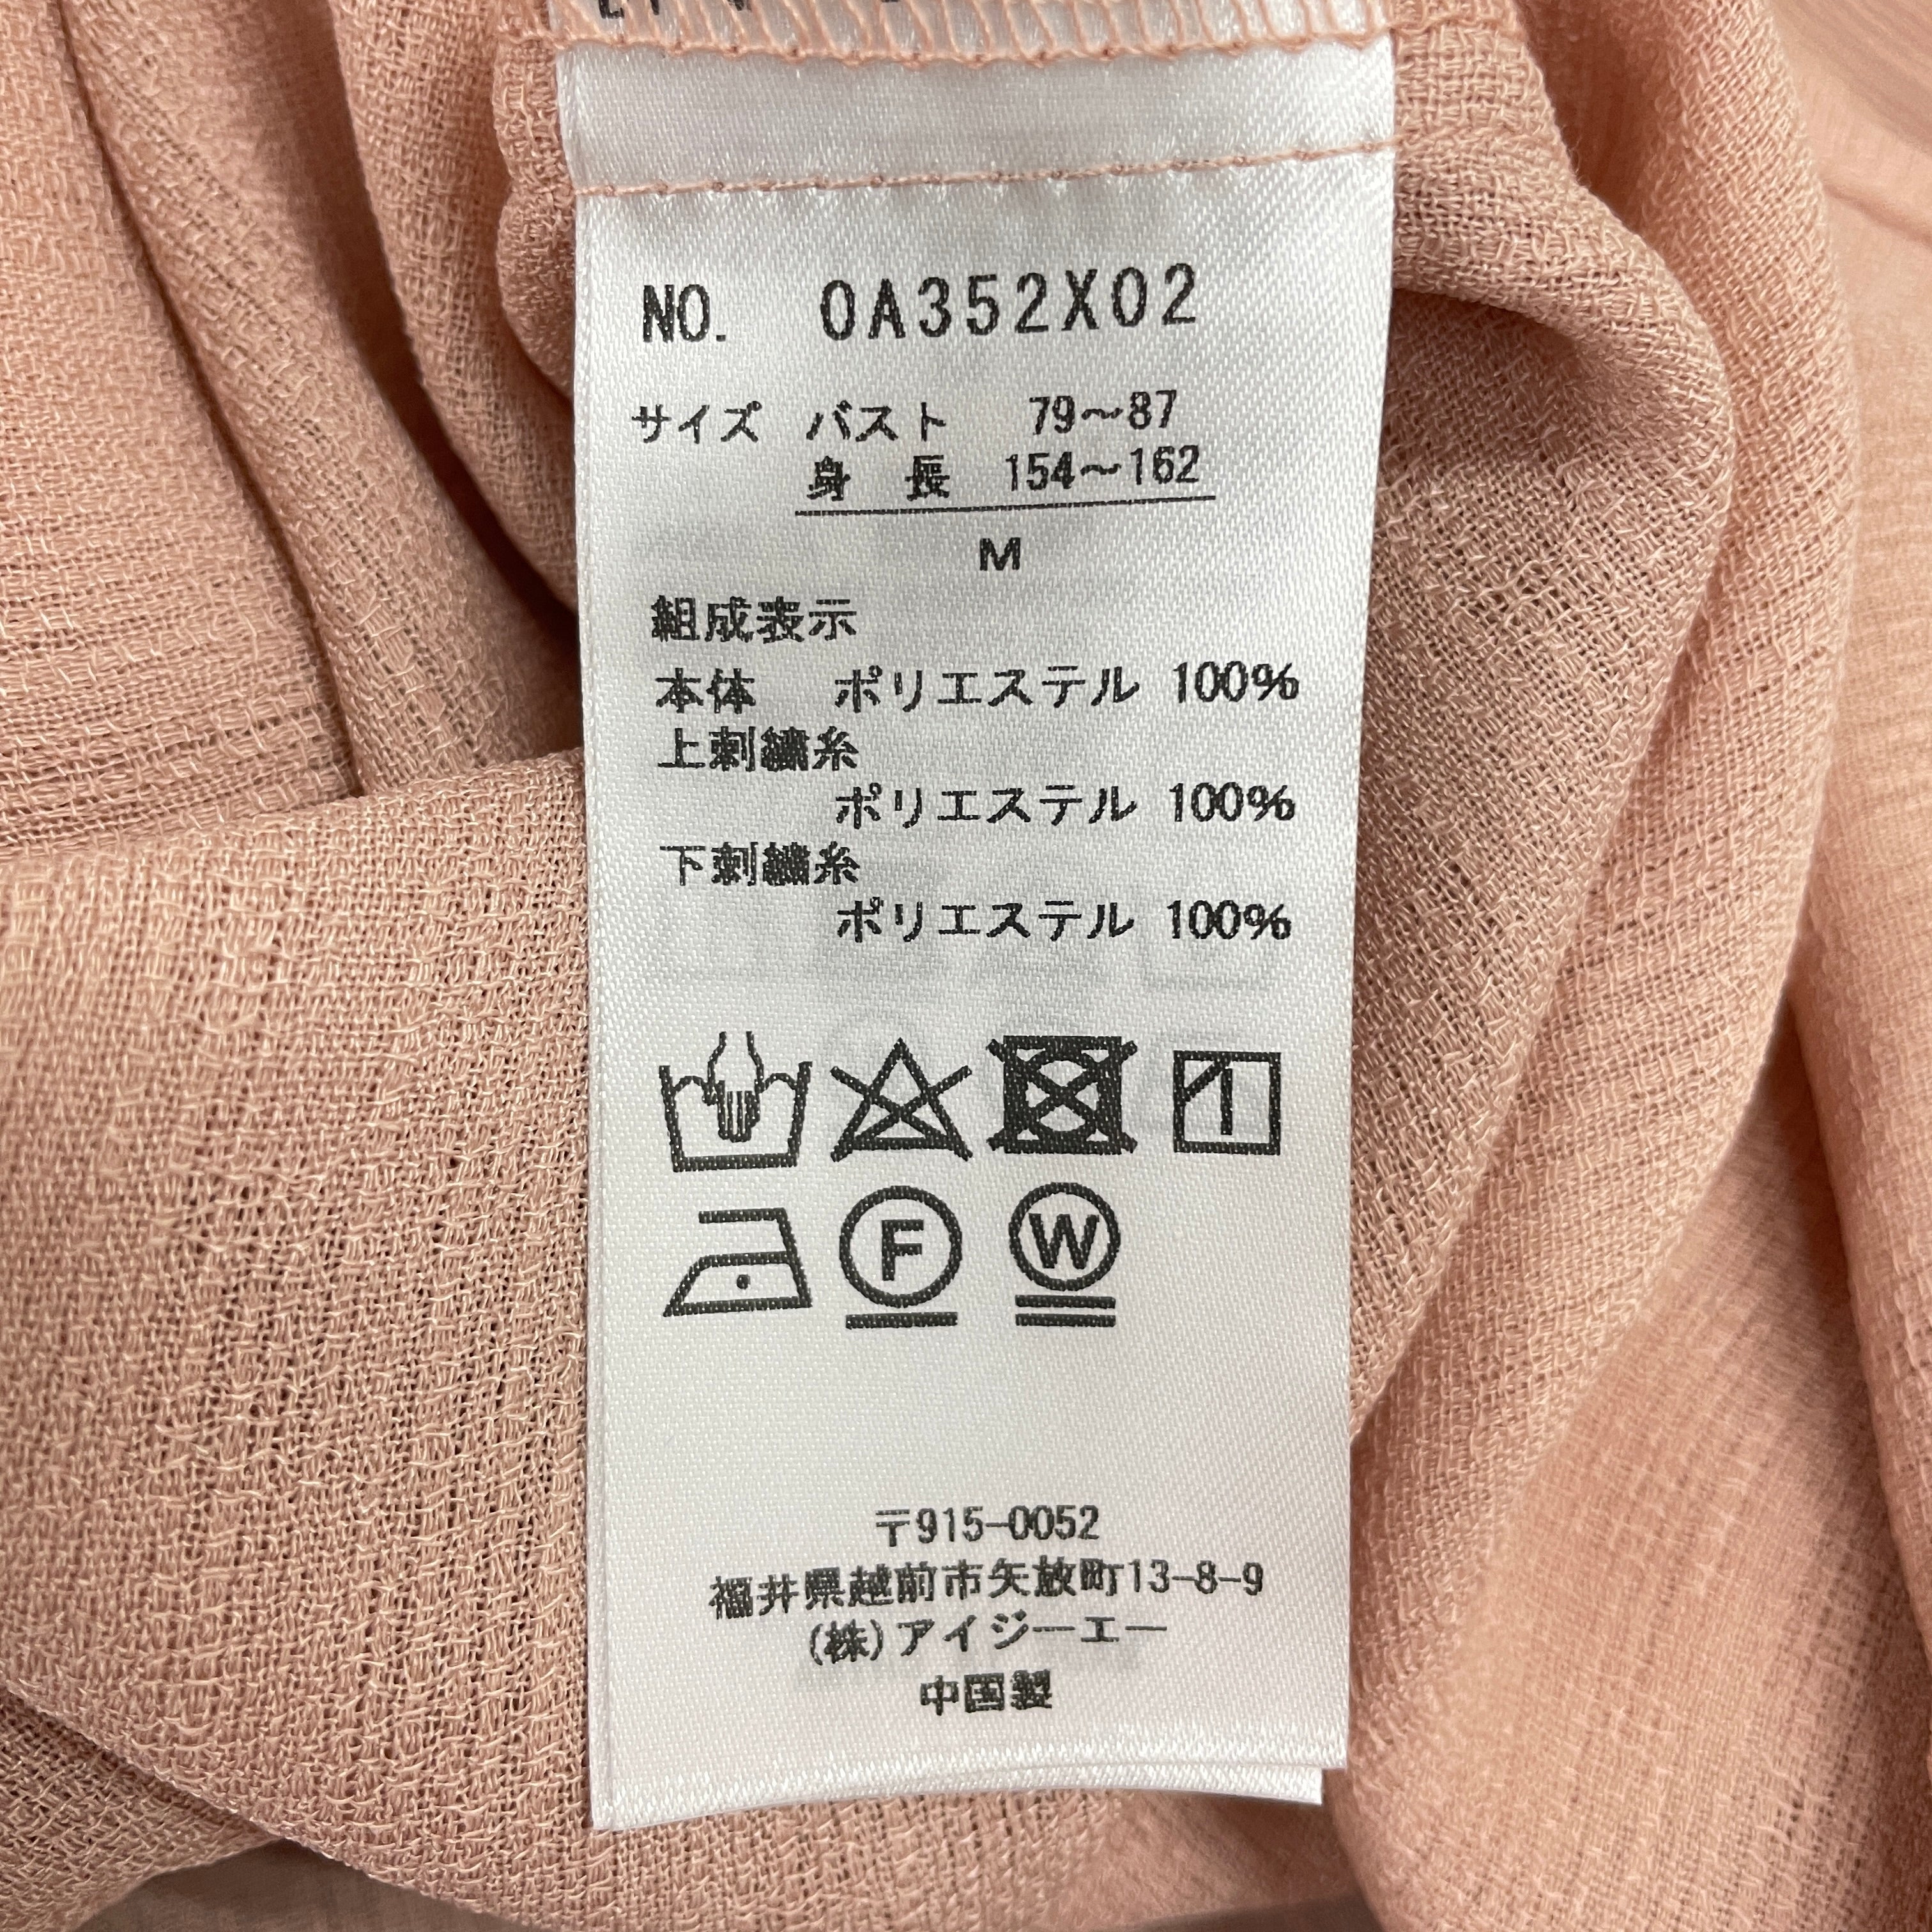 NO. 0A352X02
サイズ バスト 79～87
身 長 154～162
M
組成表示
本体 ポリエステル 100%
上刺繍糸
ポリエステル 100%
下刺繍糸
ポリエステル 100%
F W
〒915-0052
福井県越前市矢放町13-8-9
(株)アイジーエー
中国製